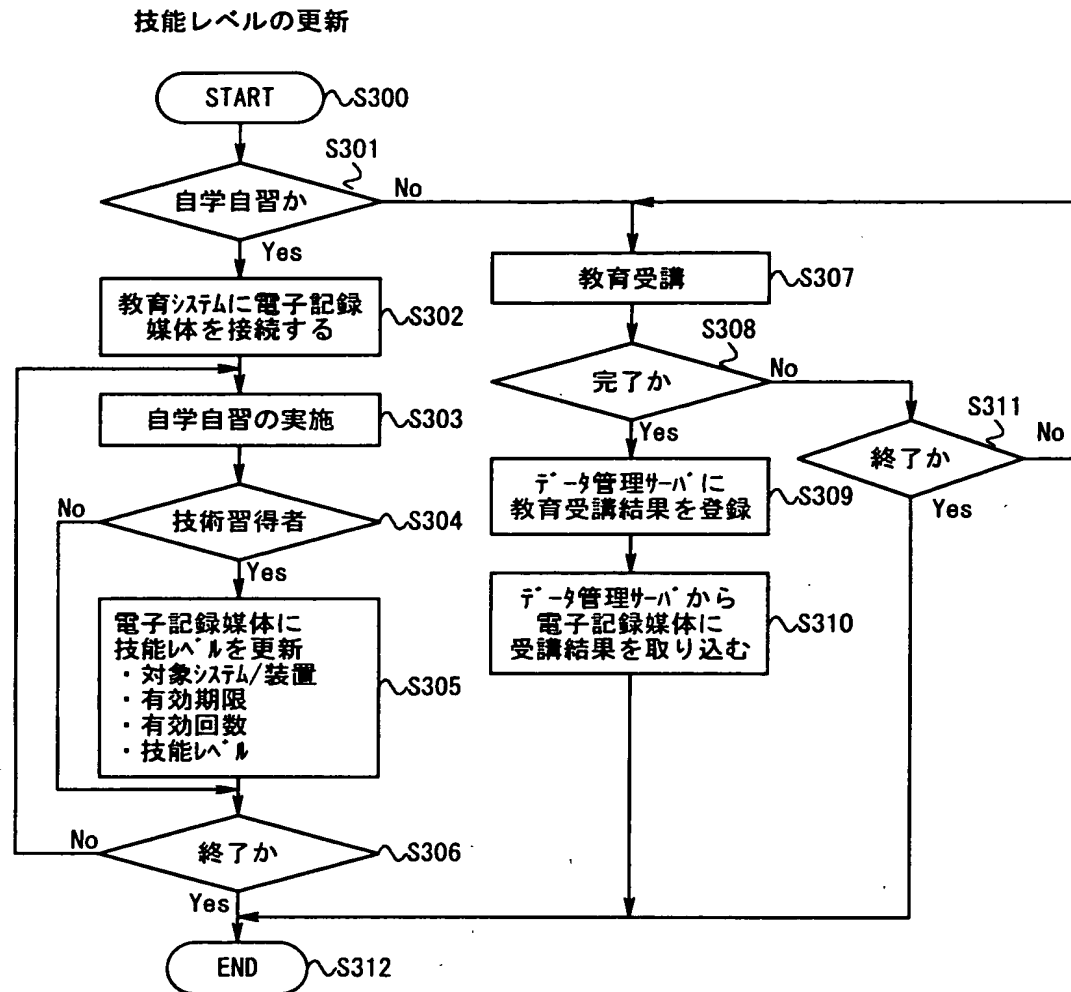 技能レベルの更新
START
S300
S301
自学自習か
No
Yes
教育ｼｽﾃﾑに電子記録
媒体を接続する
S302
自学自習の実施
S303
No
技術習得者
S304
Yes
電子記録媒体に
技能ﾚﾍﾞﾙを更新
・対象ｼｽﾃﾑ/装置
・有効期限
・有効回数
・技能ﾚﾍﾞﾙ
S305
No
終了か
S306
Yes
END
S312
教育受講
S307
S308
完了か
No
Yes
ﾃﾞｰﾀ管理ｻｰﾊﾞに
教育受講結果を登録
S309
ﾃﾞｰﾀ管理ｻｰﾊﾞから
電子記録媒体に
受講結果を取り込む
S310
S311
終了か
No
Yes